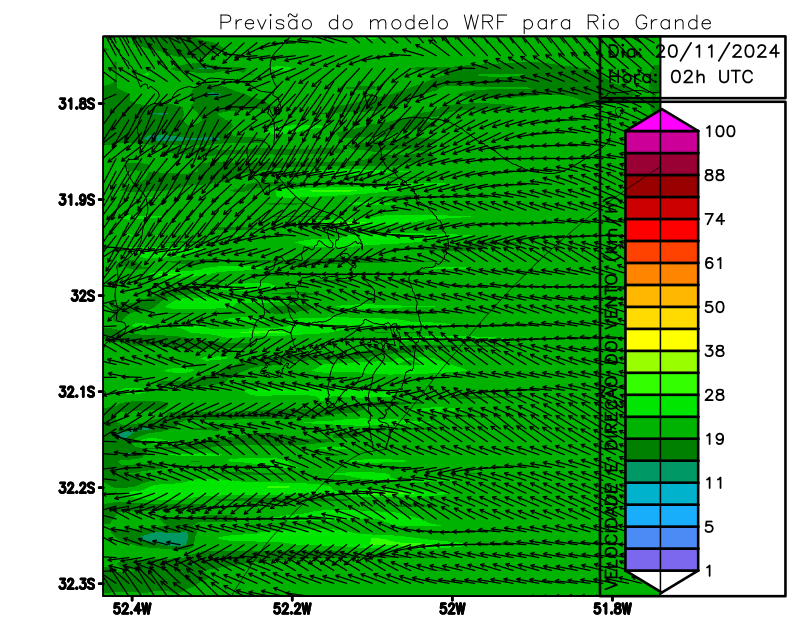 Previsão do modelo WRF para Rio Grande
Dia: 20/11/2024
Hora: 02h UTC
31.8S
31.9S
32S
32.1S
32.2S
32.3S
52.4W
52.2W
52W
51.8W
100
88
74
61
50
38
28
19
11
5
1
VELOCIDADE E DIREÇÃO DO VENTO (km/h)